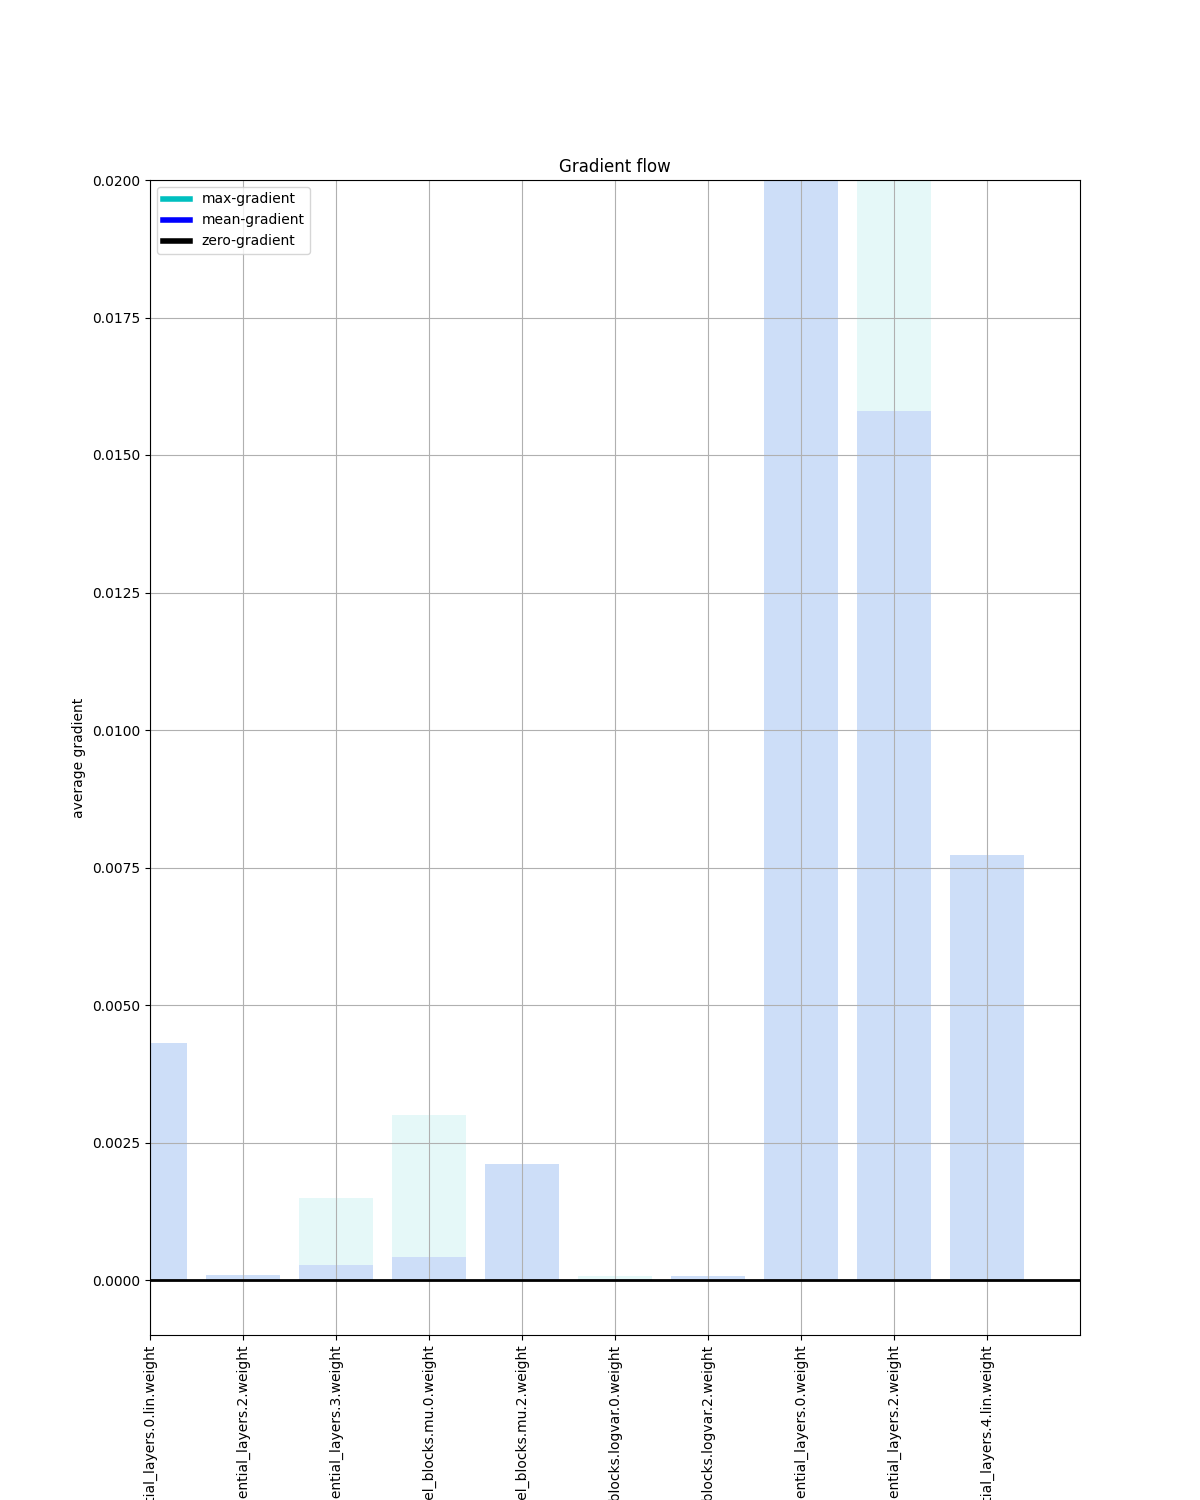 Gradient flow
max-gradient
mean-gradient
zero-gradient
0.0200
0.0175
0.0150
0.0125
0.0100
0.0075
0.0050
0.0025
0.0000
average gradient
tial_layers.0.lin.weight
ential_layers.2.weight
ential_layers.3.weight
el_blocks.mu.0.weight
el_blocks.mu.2.weight
blocks.logvar.0.weight
blocks.logvar.2.weight
ential_layers.0.weight
ential_layers.2.weight
tial_layers.4.lin.weight